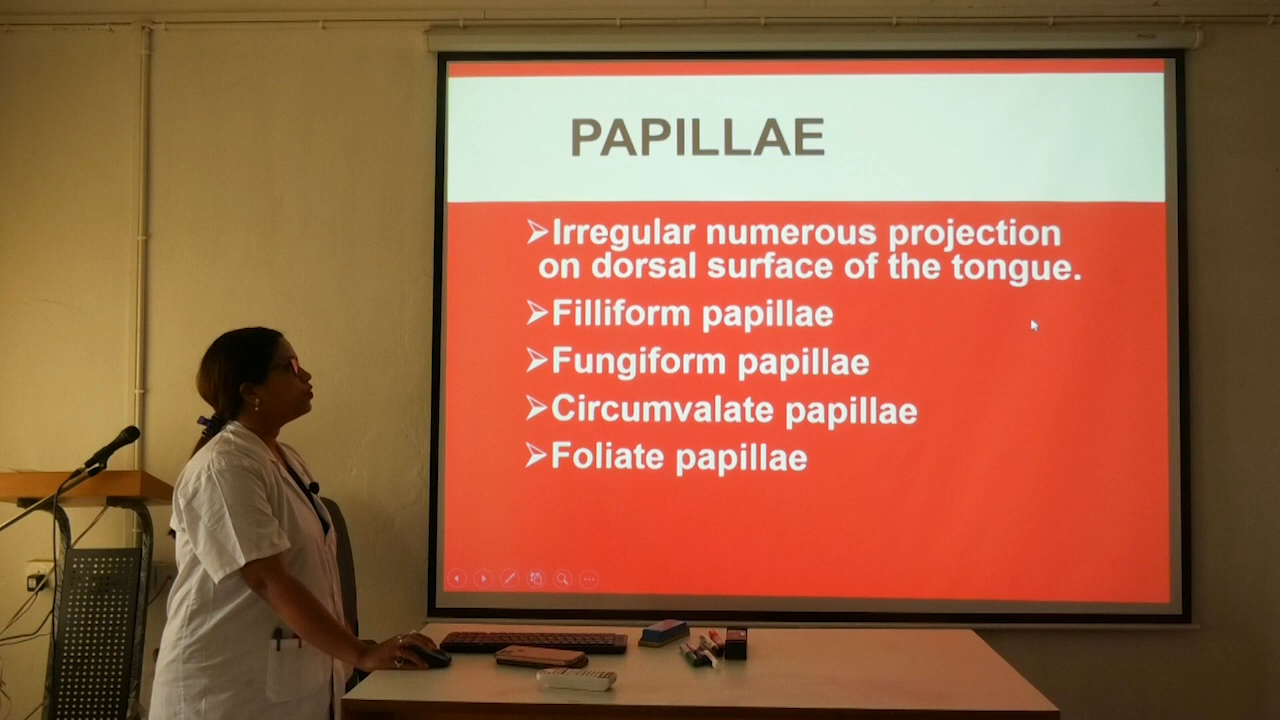 PAPILLAE
➢Irregular numerous projection
on dorsal surface of the tongue.
➢Filliform papillae
➢Fungiform papillae
➢Circumvalate papillae
➢Foliate papillae